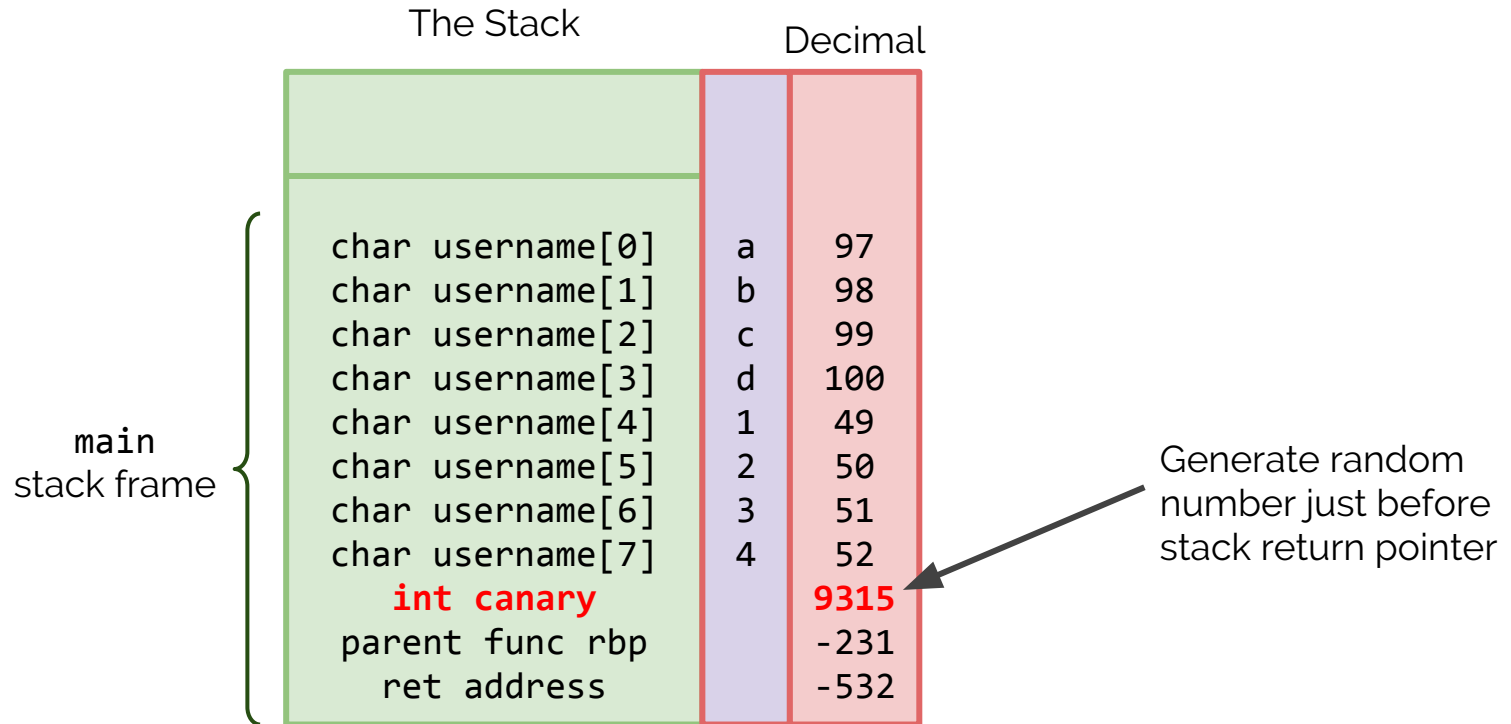 The Stack
Decimal
char username[0] a 97
char username[1] b 98
char username[2] c 99
char username[3] d 100
char username[4] 1 49
char username[5] 2 50
char username[6] 3 51
char username[7] 4 52
int canary 9315
parent func rbp -231
ret address -532
main
stack frame
Generate random
number just before
stack return pointer